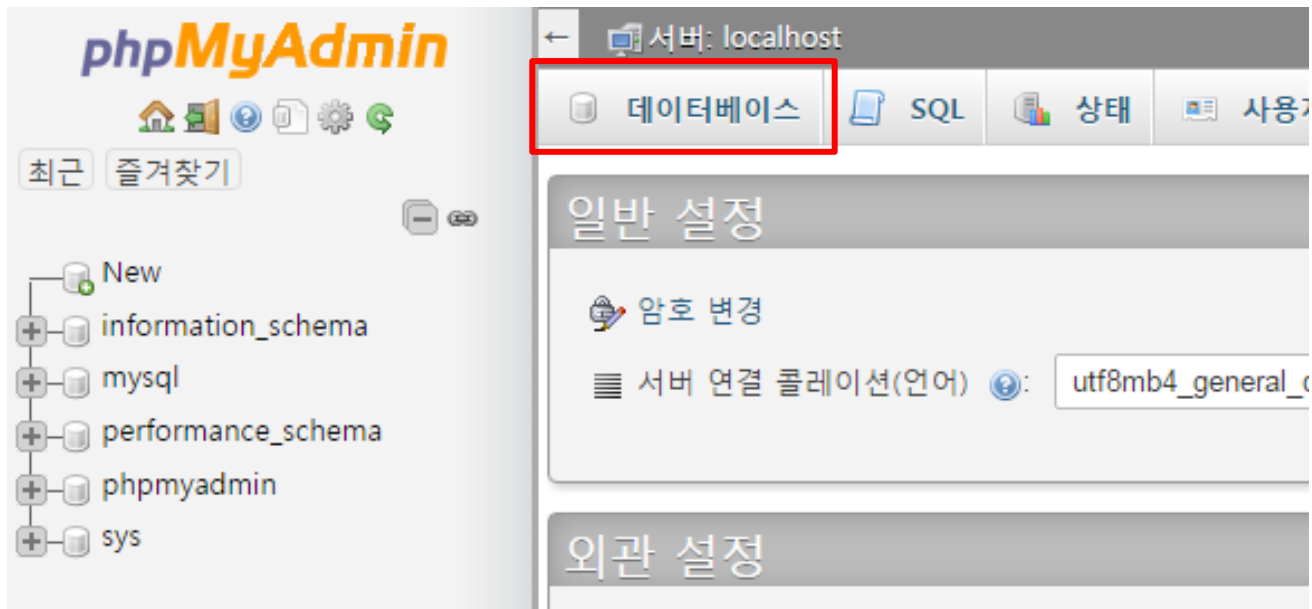 phpMyAdmin
최근 즐겨찾기
New
information_schema
mysql
performance_schema
phpmyadmin
sys
← 서버: localhost
데이터베이스 SQL 상태
일반 설정
암호 변경
서버 연결 콜레이션(언어) : utf8mb4_general_
외관 설정